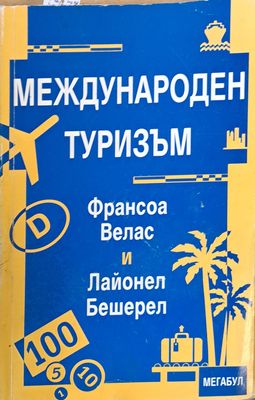 МЕЖДУНАРОДЕН
ТУРИЗЪМ
D
Франсоа
Велас
и
Лайонел
Бешерел
100
5
10
1
МЕГАБУЛ